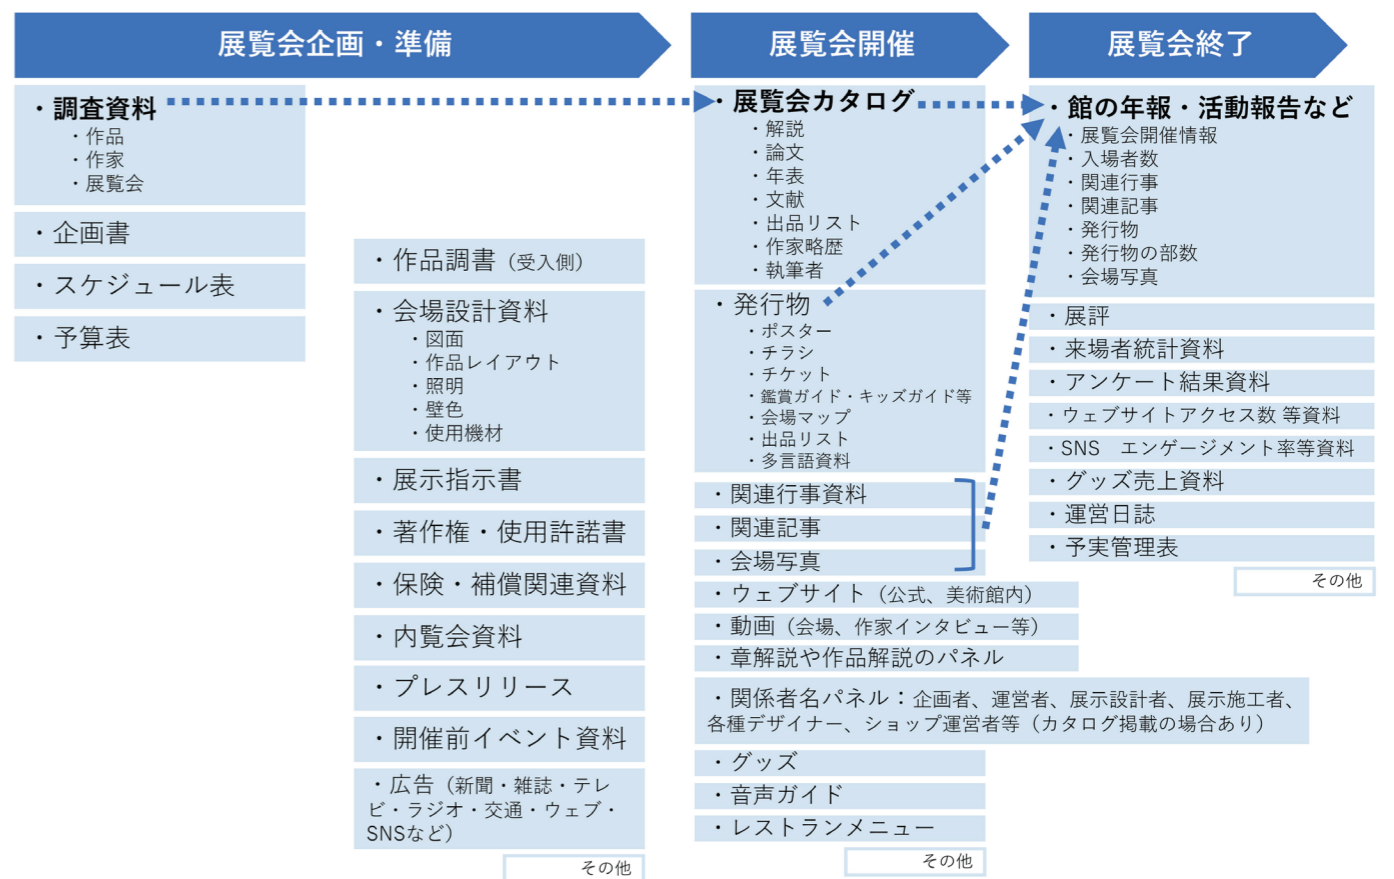 展覧会企画・準備
展覧会開催
展覧会終了
・調査資料
・作品
・作家
・展覧会
・企画書
・スケジュール表
・予算表
・作品調書（受入側）
・会場設計資料
・図面
・作品レイアウト
・照明
・壁色
・使用機材
・展示指示書
・著作権・使用許諾書
・保険・補償関連資料
・内覧会資料
・プレスリリース
・開催前イベント資料
・広告（新聞・雑誌・テレ
ビ・ラジオ・交通・ウェブ・
SNSなど）
その他
・展覧会カタログ
・解説
・論文
・年表
・文献
・出品リスト
・作家略歴
・執筆者
・発行物
・ポスター
・チラシ
・チケット
・鑑賞ガイド・キッズガイド等
・会場マップ
・出品リスト
・多言語資料
・関連行事資料
・関連記事
・会場写真
・ウェブサイト（公式、美術館内）
・動画（会場、作家インタビュー等）
・章解説や作品解説のパネル
・関係者名パネル：企画者、運営者、展示設計者、展示施工者、
各種デザイナー、ショップ運営者等（カタログ掲載の場合あり）
・グッズ
・音声ガイド
・レストランメニュー
その他
・館の年報・活動報告など
・展覧会開催情報
・入場者数
・関連行事
・関連記事
・発行物
・発行物の部数
・会場写真
・展評
・来場者統計資料
・アンケート結果資料
・ウェブサイトアクセス数 等資料
・SNS　エンゲージメント率等資料
・グッズ売上資料
・運営日誌
・予実管理表
その他